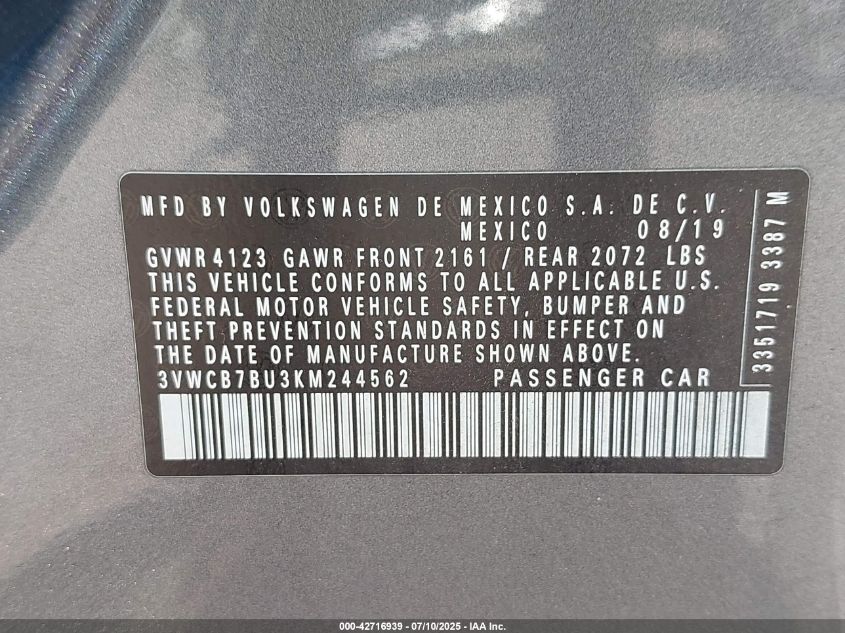 MFD BY VOLKSWAGEN DE MEXICO S.A. DE C.V.
MEXICO 08/19
GVWR 4123 GAWR FRONT 2161 / REAR 2072 LBS
THIS VEHICLE CONFORMS TO ALL APPLICABLE U.S.
FEDERAL MOTOR VEHICLE SAFETY, BUMPER AND
THEFT PREVENTION STANDARDS IN EFFECT ON
THE DATE OF MANUFACTURE SHOWN ABOVE.
3VWCB7BU3KM244562 PASSENGER CAR
3351719 3387 M
000-42716939 - 07/10/2025 - IAA Inc.